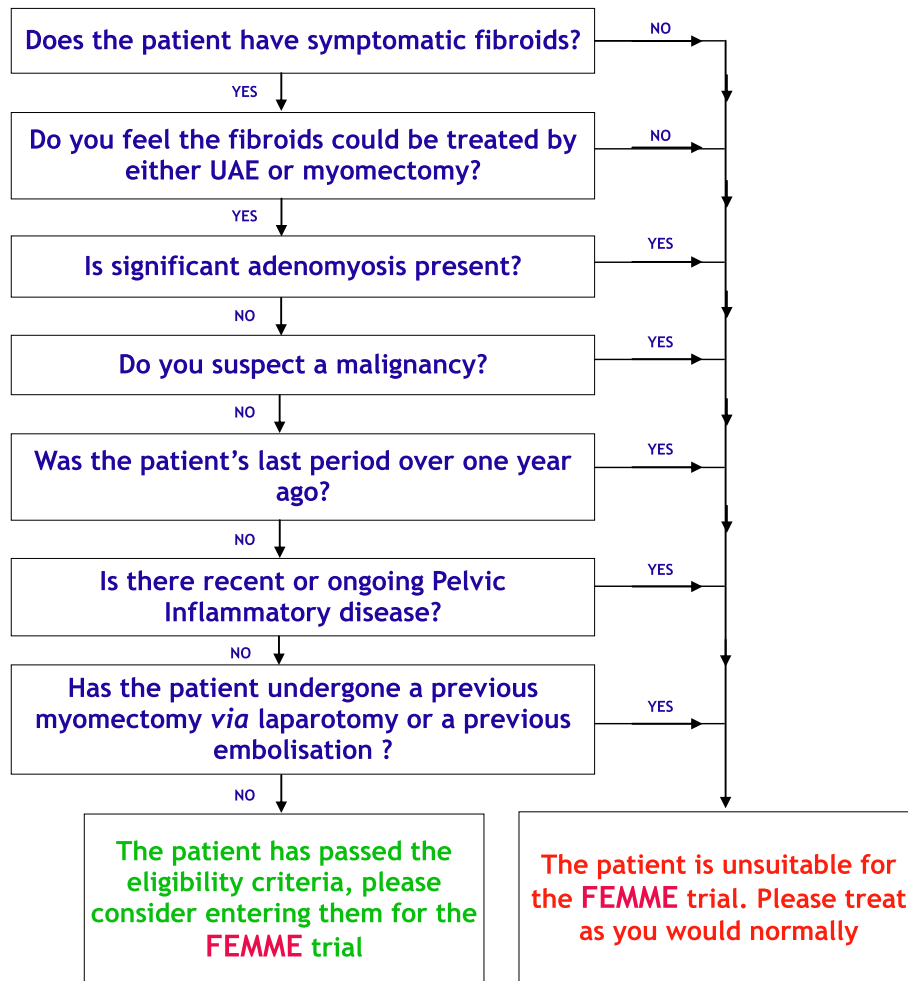 Does the patient have symptomatic fibroids?
NO
YES
Do you feel the fibroids could be treated by
either UAE or myomectomy?
NO
YES
Is significant adenomyosis present?
YES
NO
Do you suspect a malignancy?
YES
NO
Was the patient’s last period over one year
ago?
YES
NO
Is there recent or ongoing Pelvic
Inflammatory disease?
YES
NO
Has the patient undergone a previous
myomectomy via laparotomy or a previous
embolisation ?
YES
NO
The patient has passed the
eligibility criteria, please
consider entering them for the
FEMME trial
The patient is unsuitable for
the FEMME trial. Please treat
as you would normally